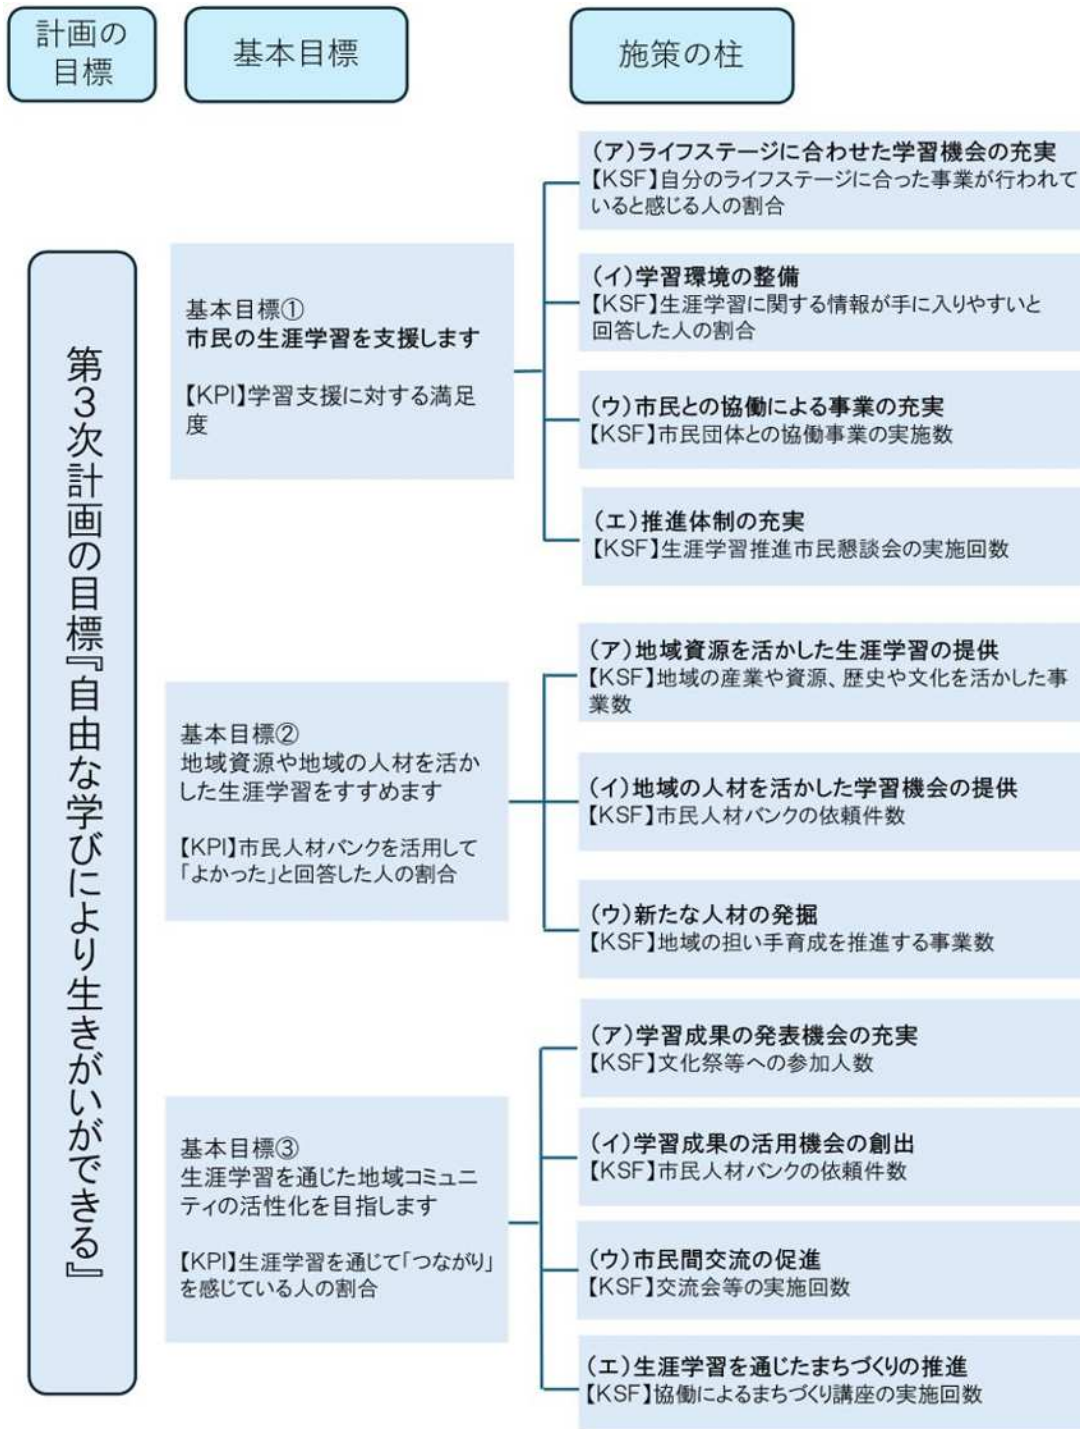 計画の
目標
基本目標
施策の柱
第3次計画の目標『自由な学びにより生きがいができる』
基本目標①
市民の生涯学習を支援します
【KPI】学習支援に対する満足
度
(ア)ライフステージに合わせた学習機会の充実
【KSF】自分のライフステージに合った事業が行われて
いると感じる人の割合
(イ)学習環境の整備
【KSF】生涯学習に関する情報が手に入りやすいと
回答した人の割合
(ウ)市民との協働による事業の充実
【KSF】市民団体との協働事業の実施数
(エ)推進体制の充実
【KSF】生涯学習推進市民懇談会の実施回数
基本目標②
地域資源や地域の人材を活か
した生涯学習をすすめます
【KPI】市民人材バンクを活用して
「よかった」と回答した人の割合
(ア)地域資源を活かした生涯学習の提供
【KSF】地域の産業や資源、歴史や文化を活かした事
業数
(イ)地域の人材を活かした学習機会の提供
【KSF】市民人材バンクの依頼件数
(ウ)新たな人材の発掘
【KSF】地域の担い手育成を推進する事業数
基本目標③
生涯学習を通じた地域コミュニ
ティの活性化を目指します
【KPI】生涯学習を通じて「つながり」
を感じている人の割合
(ア)学習成果の発表機会の充実
【KSF】文化祭等への参加人数
(イ)学習成果の活用機会の創出
【KSF】市民人材バンクの依頼件数
(ウ)市民間交流の促進
【KSF】交流会等の実施回数
(エ)生涯学習を通じたまちづくりの推進
【KSF】協働によるまちづくり講座の実施回数